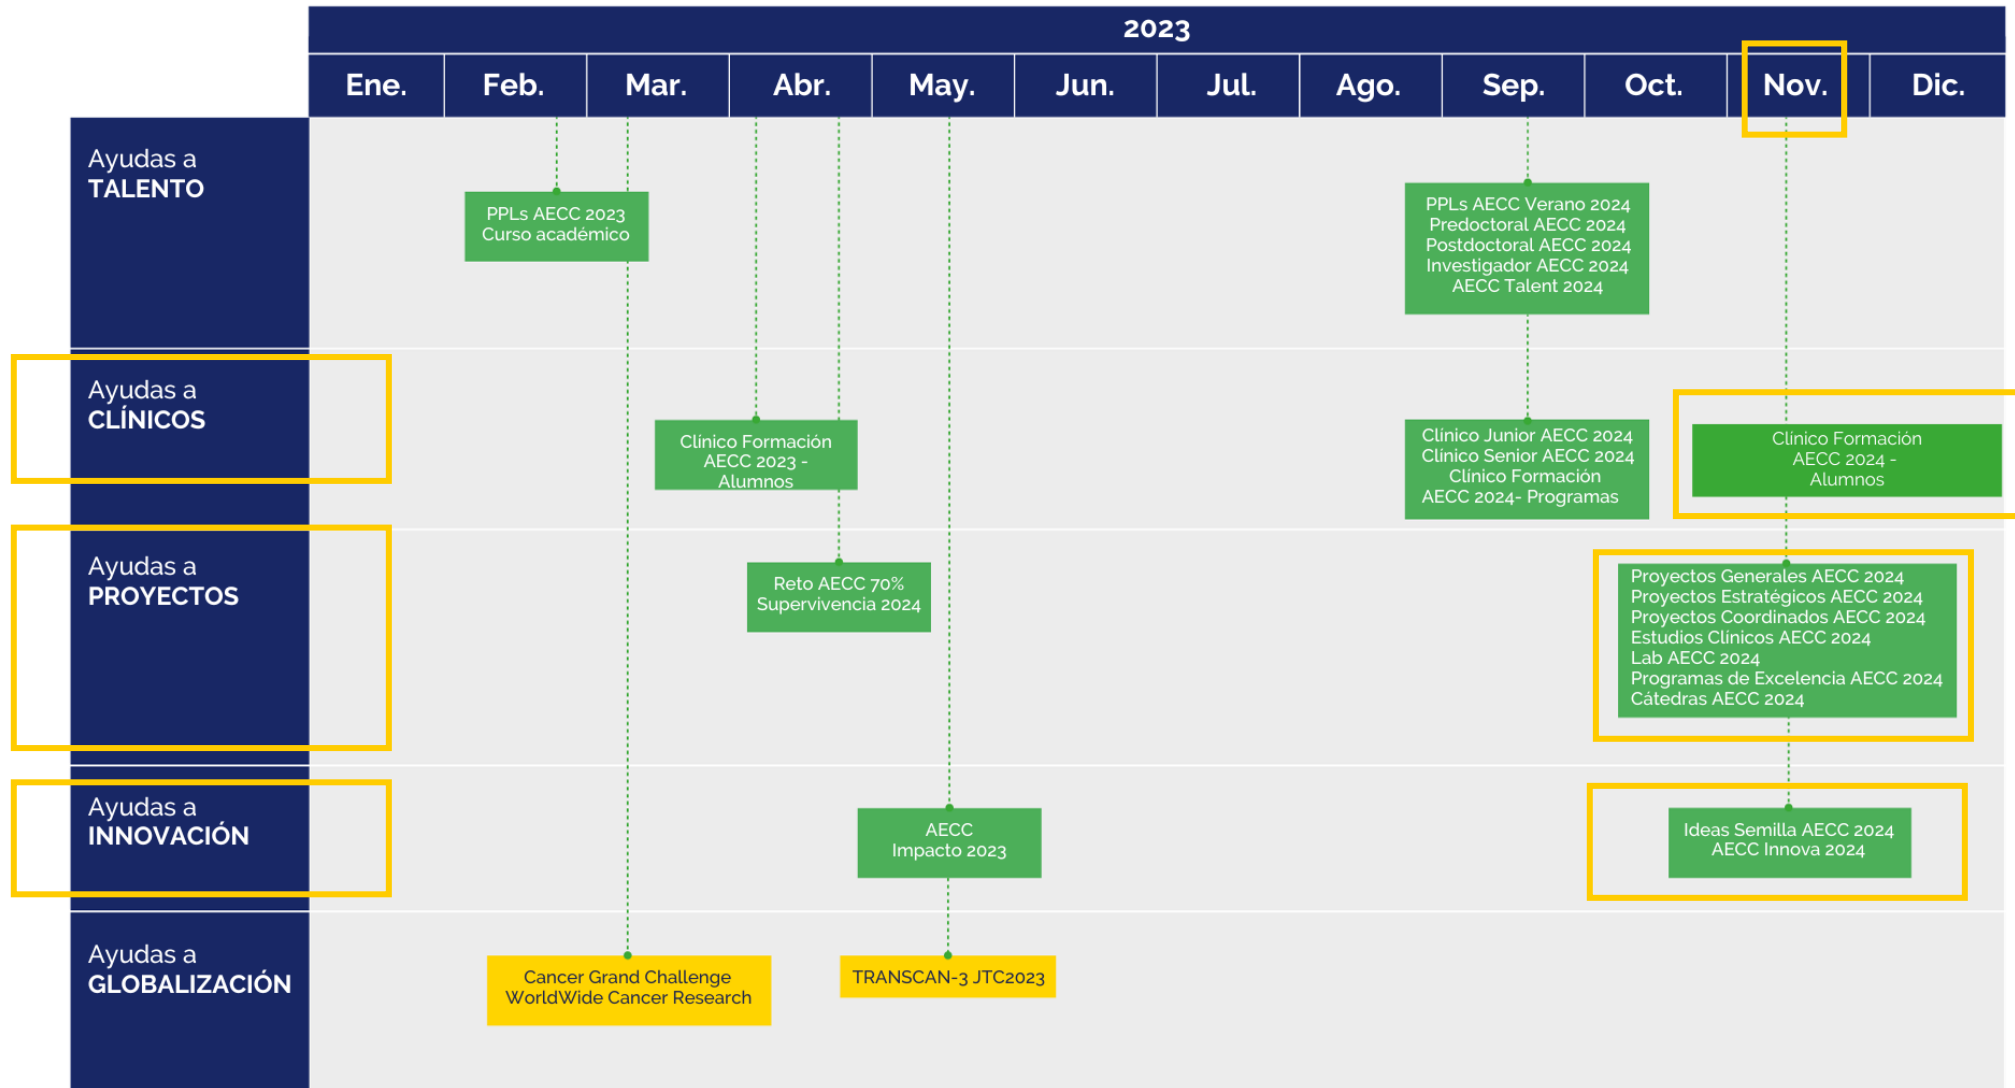 2023
Ene.
Feb.
Mar.
Abr.
May.
Jun.
Jul.
Ago.
Sep.
Oct.
Nov.
Dic.
Ayudas a
TALENTO
PPLs AECC 2023
Curso académico
PPLs AECC Verano 2024
Predoctoral AECC 2024
Postdoctoral AECC 2024
Investigador AECC 2024
AECC Talent 2024
Ayudas a
CLÍNICOS
Clínico Formación
AECC 2023 -
Alumnos
Clínico Junior AECC 2024
Clínico Senior AECC 2024
Clínico Formación
AECC 2024- Programas
Clínico Formación
AECC 2024 -
Alumnos
Ayudas a
PROYECTOS
Reto AECC 70%
Supervivencia 2024
Proyectos Generales AECC 2024
Proyectos Estratégicos AECC 2024
Proyectos Coordinados AECC 2024
Estudios Clínicos AECC 2024
Lab AECC 2024
Programas de Excelencia AECC 2024
Cátedras AECC 2024
Ayudas a
INNOVACIÓN
AECC
Impacto 2023
Ideas Semilla AECC 2024
AECC Innova 2024
Ayudas a
GLOBALIZACIÓN
Cancer Grand Challenge
WorldWide Cancer Research
TRANSCAN-3 JTC2023